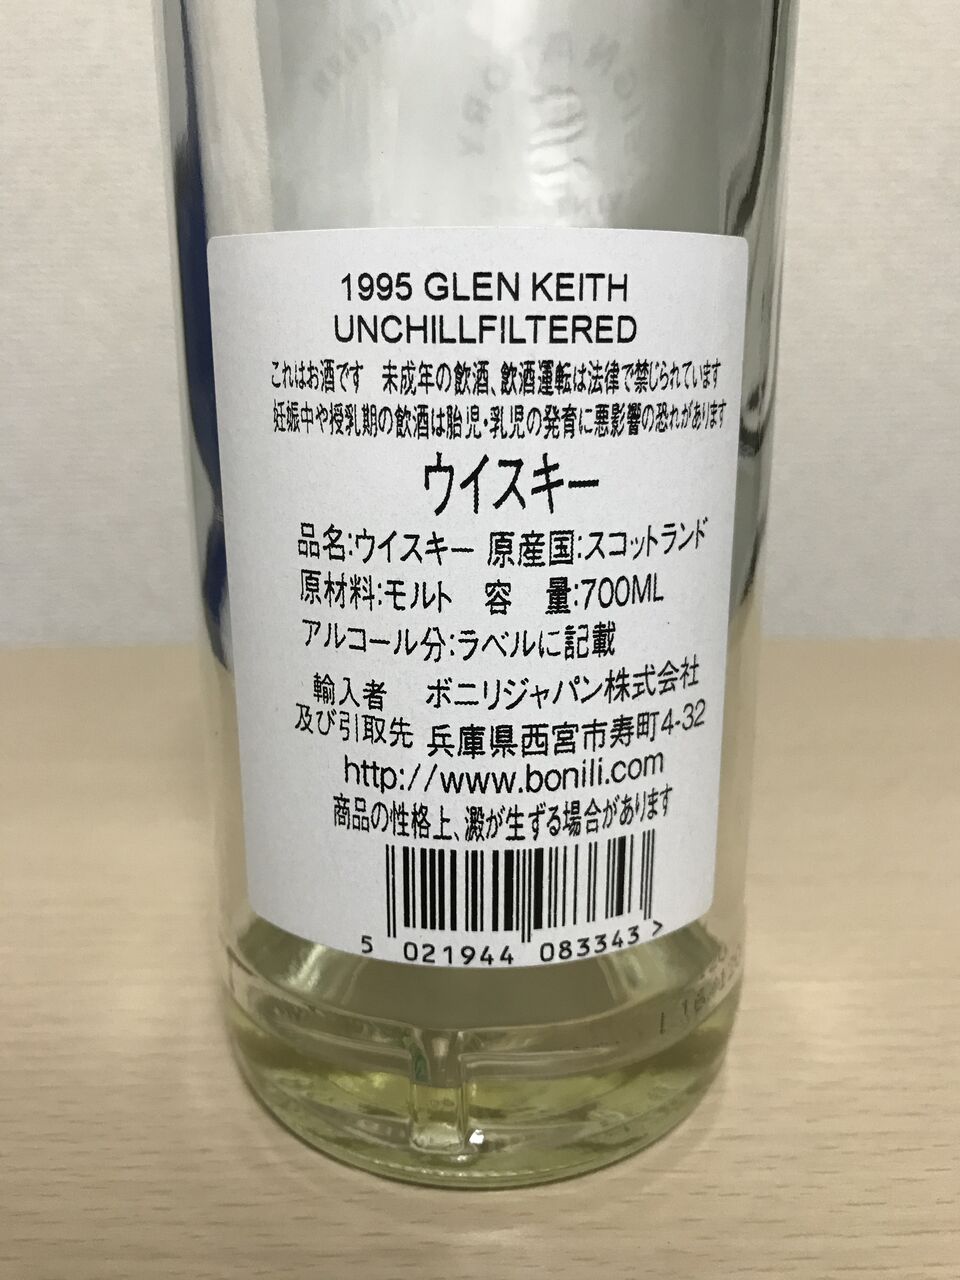 1995 GLEN KEITH
UNCHILLFILTERED
これはお酒です 未成年の飲酒、飲酒運転は法律で禁じられています
妊娠中や授乳期の飲酒は胎児・乳児の発育に悪影響の恐れがあります
ウイスキー
品名:ウイスキー 原産国:スコットランド
原材料:モルト 容 量:700ML
アルコール分:ラベルに記載
輸入者 ボニリジャパン株式会社
及び引取先 兵庫県西宮市寿町4-32
http://www.bonili.com
商品の性格上、澱が生ずる場合があります
5 021944 083343 >